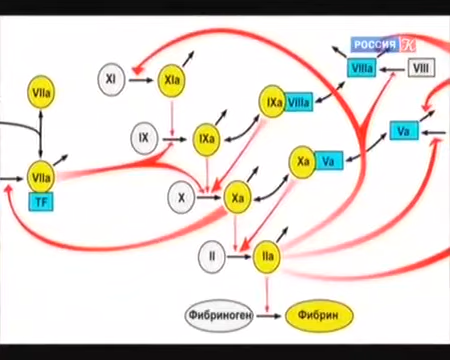 РОССИЯ К
XI
XIa
VIIIa
VIII
VIIa
IXa
VIIIa
IX
IXa
Va
Xa
Va
VIIa
TF
X
Xa
II
IIa
Фибриноген
Фибрин